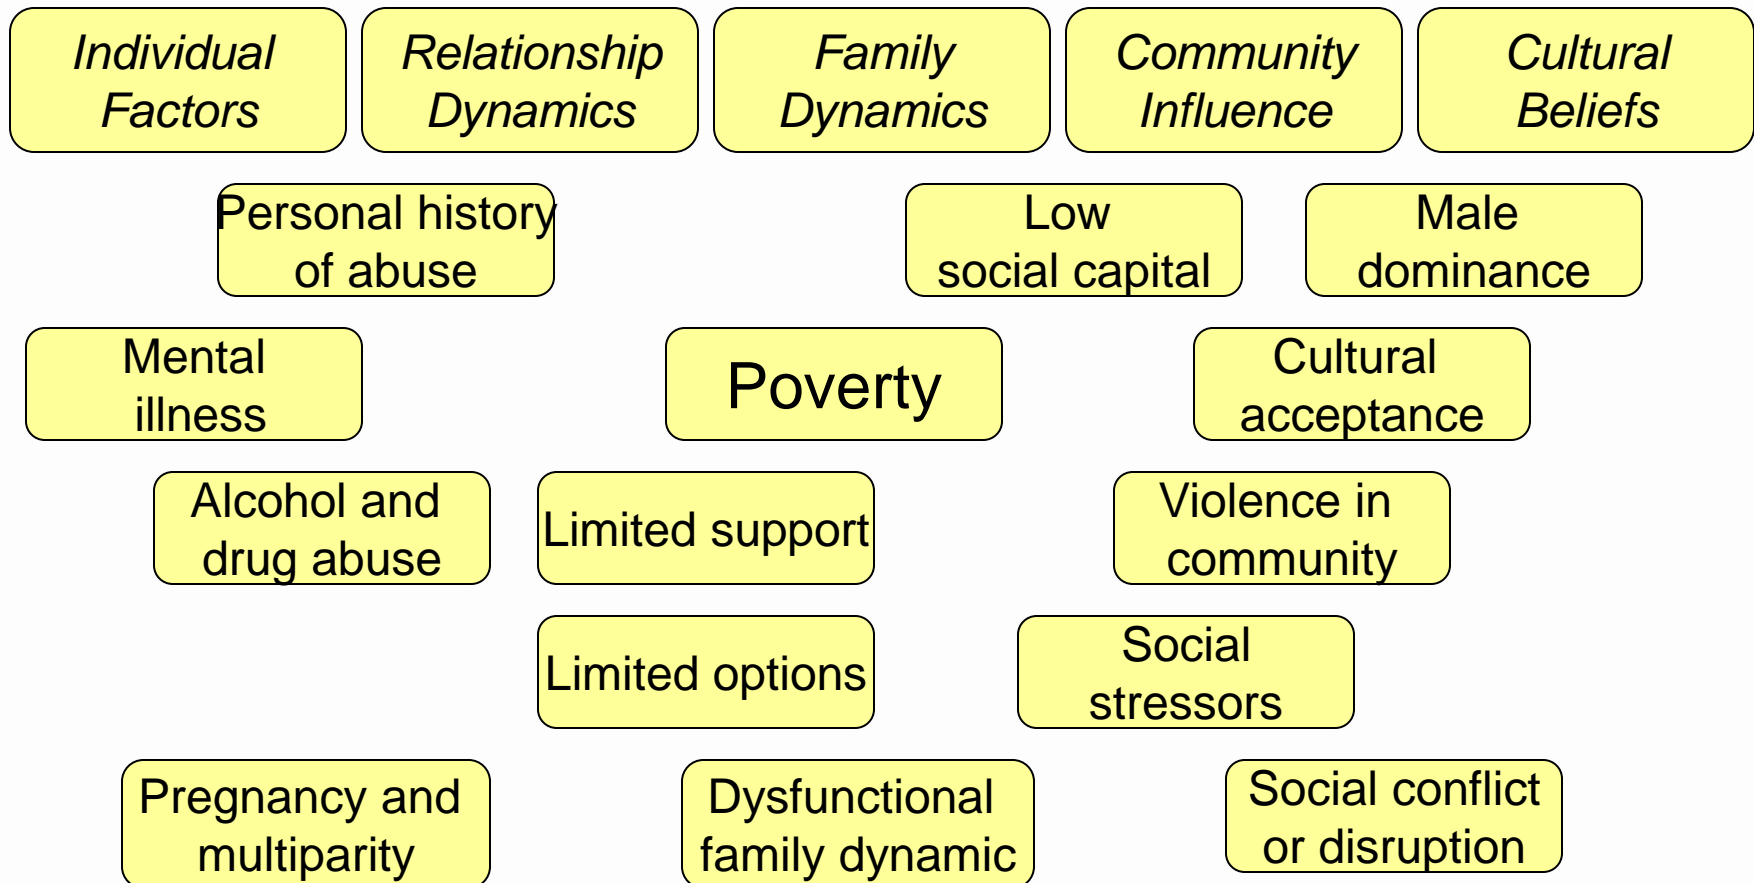 Individual
Factors
Relationship
Dynamics
Family
Dynamics
Community
Influence
Cultural
Beliefs
Personal history
of abuse
Low
social capital
Male
dominance
Mental
illness
Poverty
Cultural
acceptance
Alcohol and
drug abuse
Limited support
Violence in
community
Limited options
Social
stressors
Pregnancy and
multiparity
Dysfunctional
family dynamic
Social conflict
or disruption